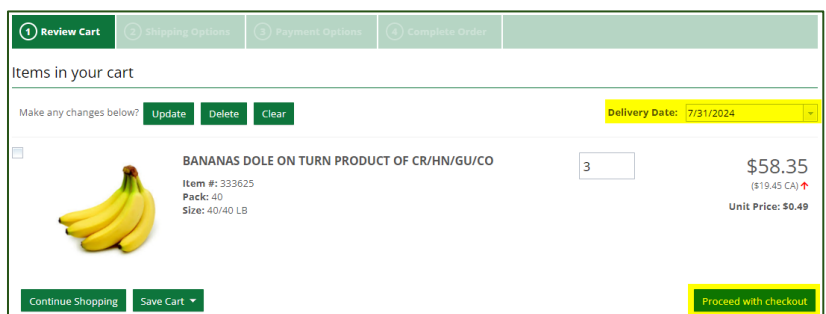 1 Review Cart 2 Shipping Options 3 Payment Options 4 Complete Order
Items in your cart
Make any changes below? Update Delete Clear Delivery Date: 7/31/2024
BANANAS DOLE ON TURN PRODUCT OF CR/HN/GU/CO 3 $58.35
Item #: 333625 ($19.45 CA)
Pack: 40 Unit Price: $0.49
Size: 40/40 LB
Continue Shopping Save Cart Proceed with checkout